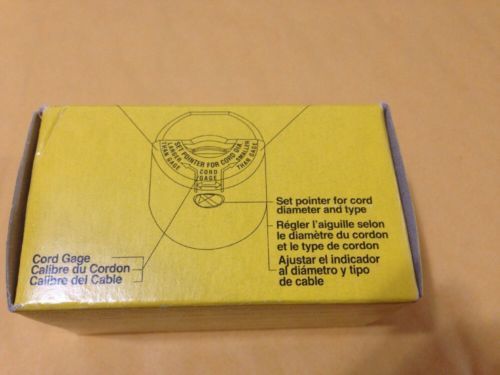 SET POINTER FOR CORD DIA.
LARGER
THAN GAGE
SMALLER
THAN GAGE
CORD
GAGE
Set pointer for cord
diameter and type
Régler l'aiguille selon
le diamètre du cordon
et le type de cordon
Ajustar el indicador
al diámetro y tipo
de cable
Cord Gage
Calibre du Cordon
Calibre del Cable